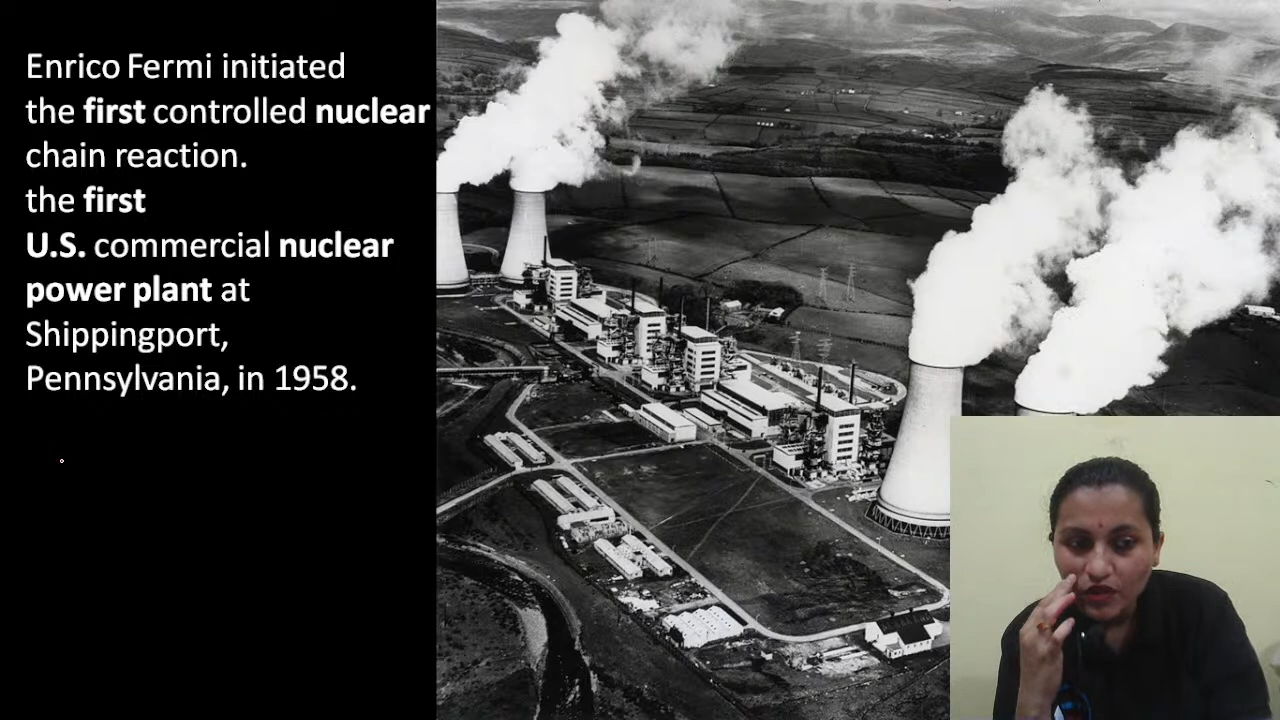 Enrico Fermi initiated
the first controlled nuclear
chain reaction.
the first
U.S. commercial nuclear
power plant at
Shippingport,
Pennsylvania, in 1958.